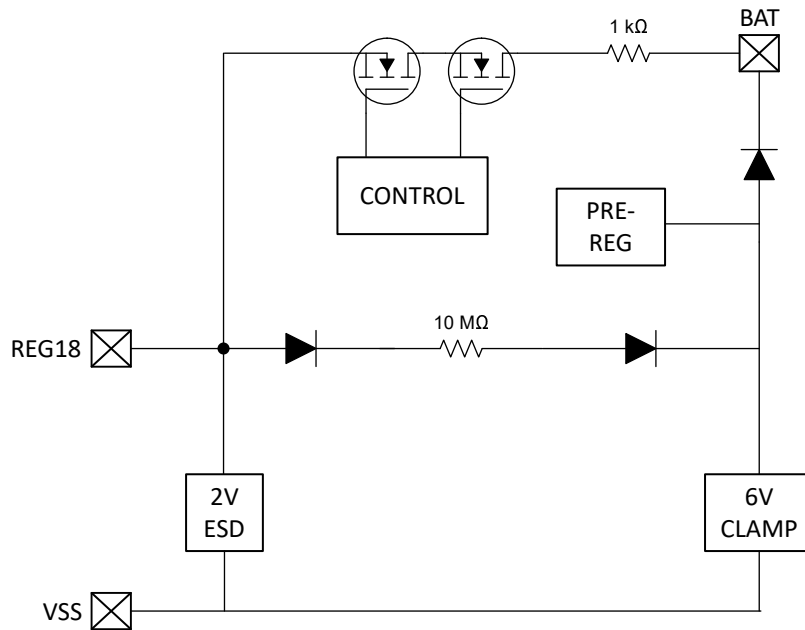 BAT
1 kΩ
CONTROL
PRE-
REG
10 MΩ
REG18
2V
ESD
6V
CLAMP
VSS